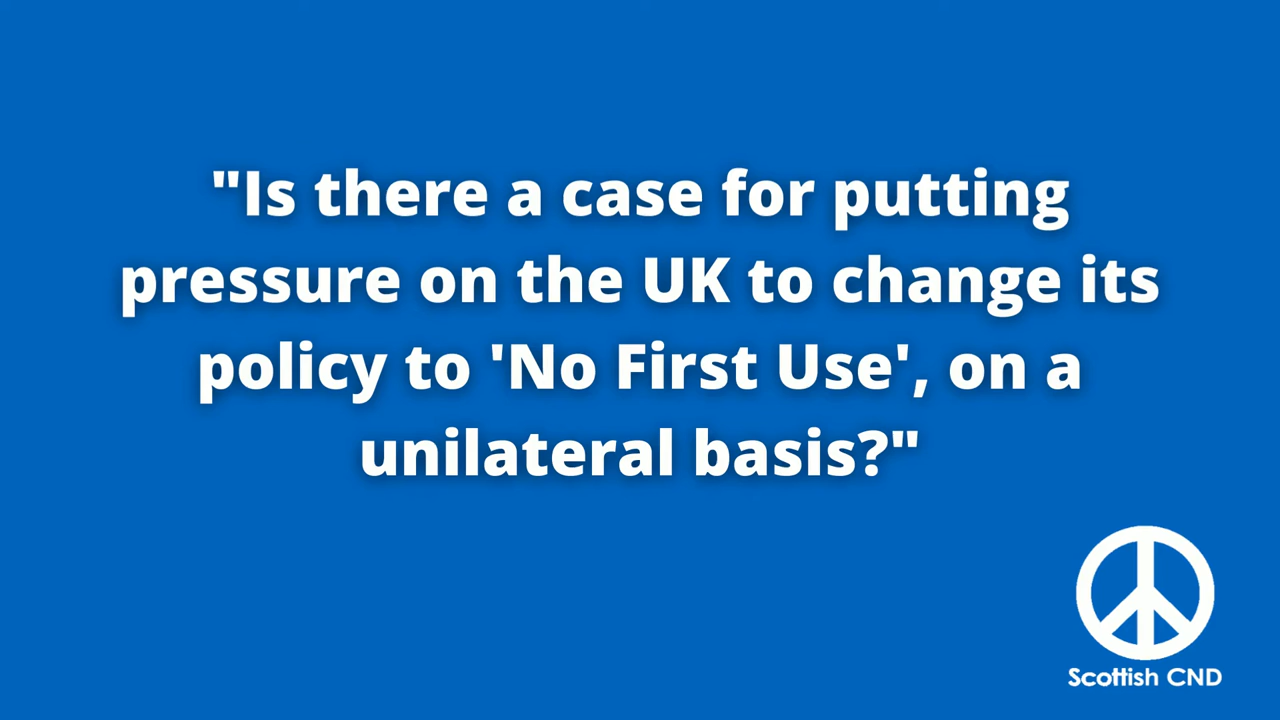 "Is there a case for putting
pressure on the UK to change its
policy to 'No First Use', on a
unilateral basis?"
Scottish CND